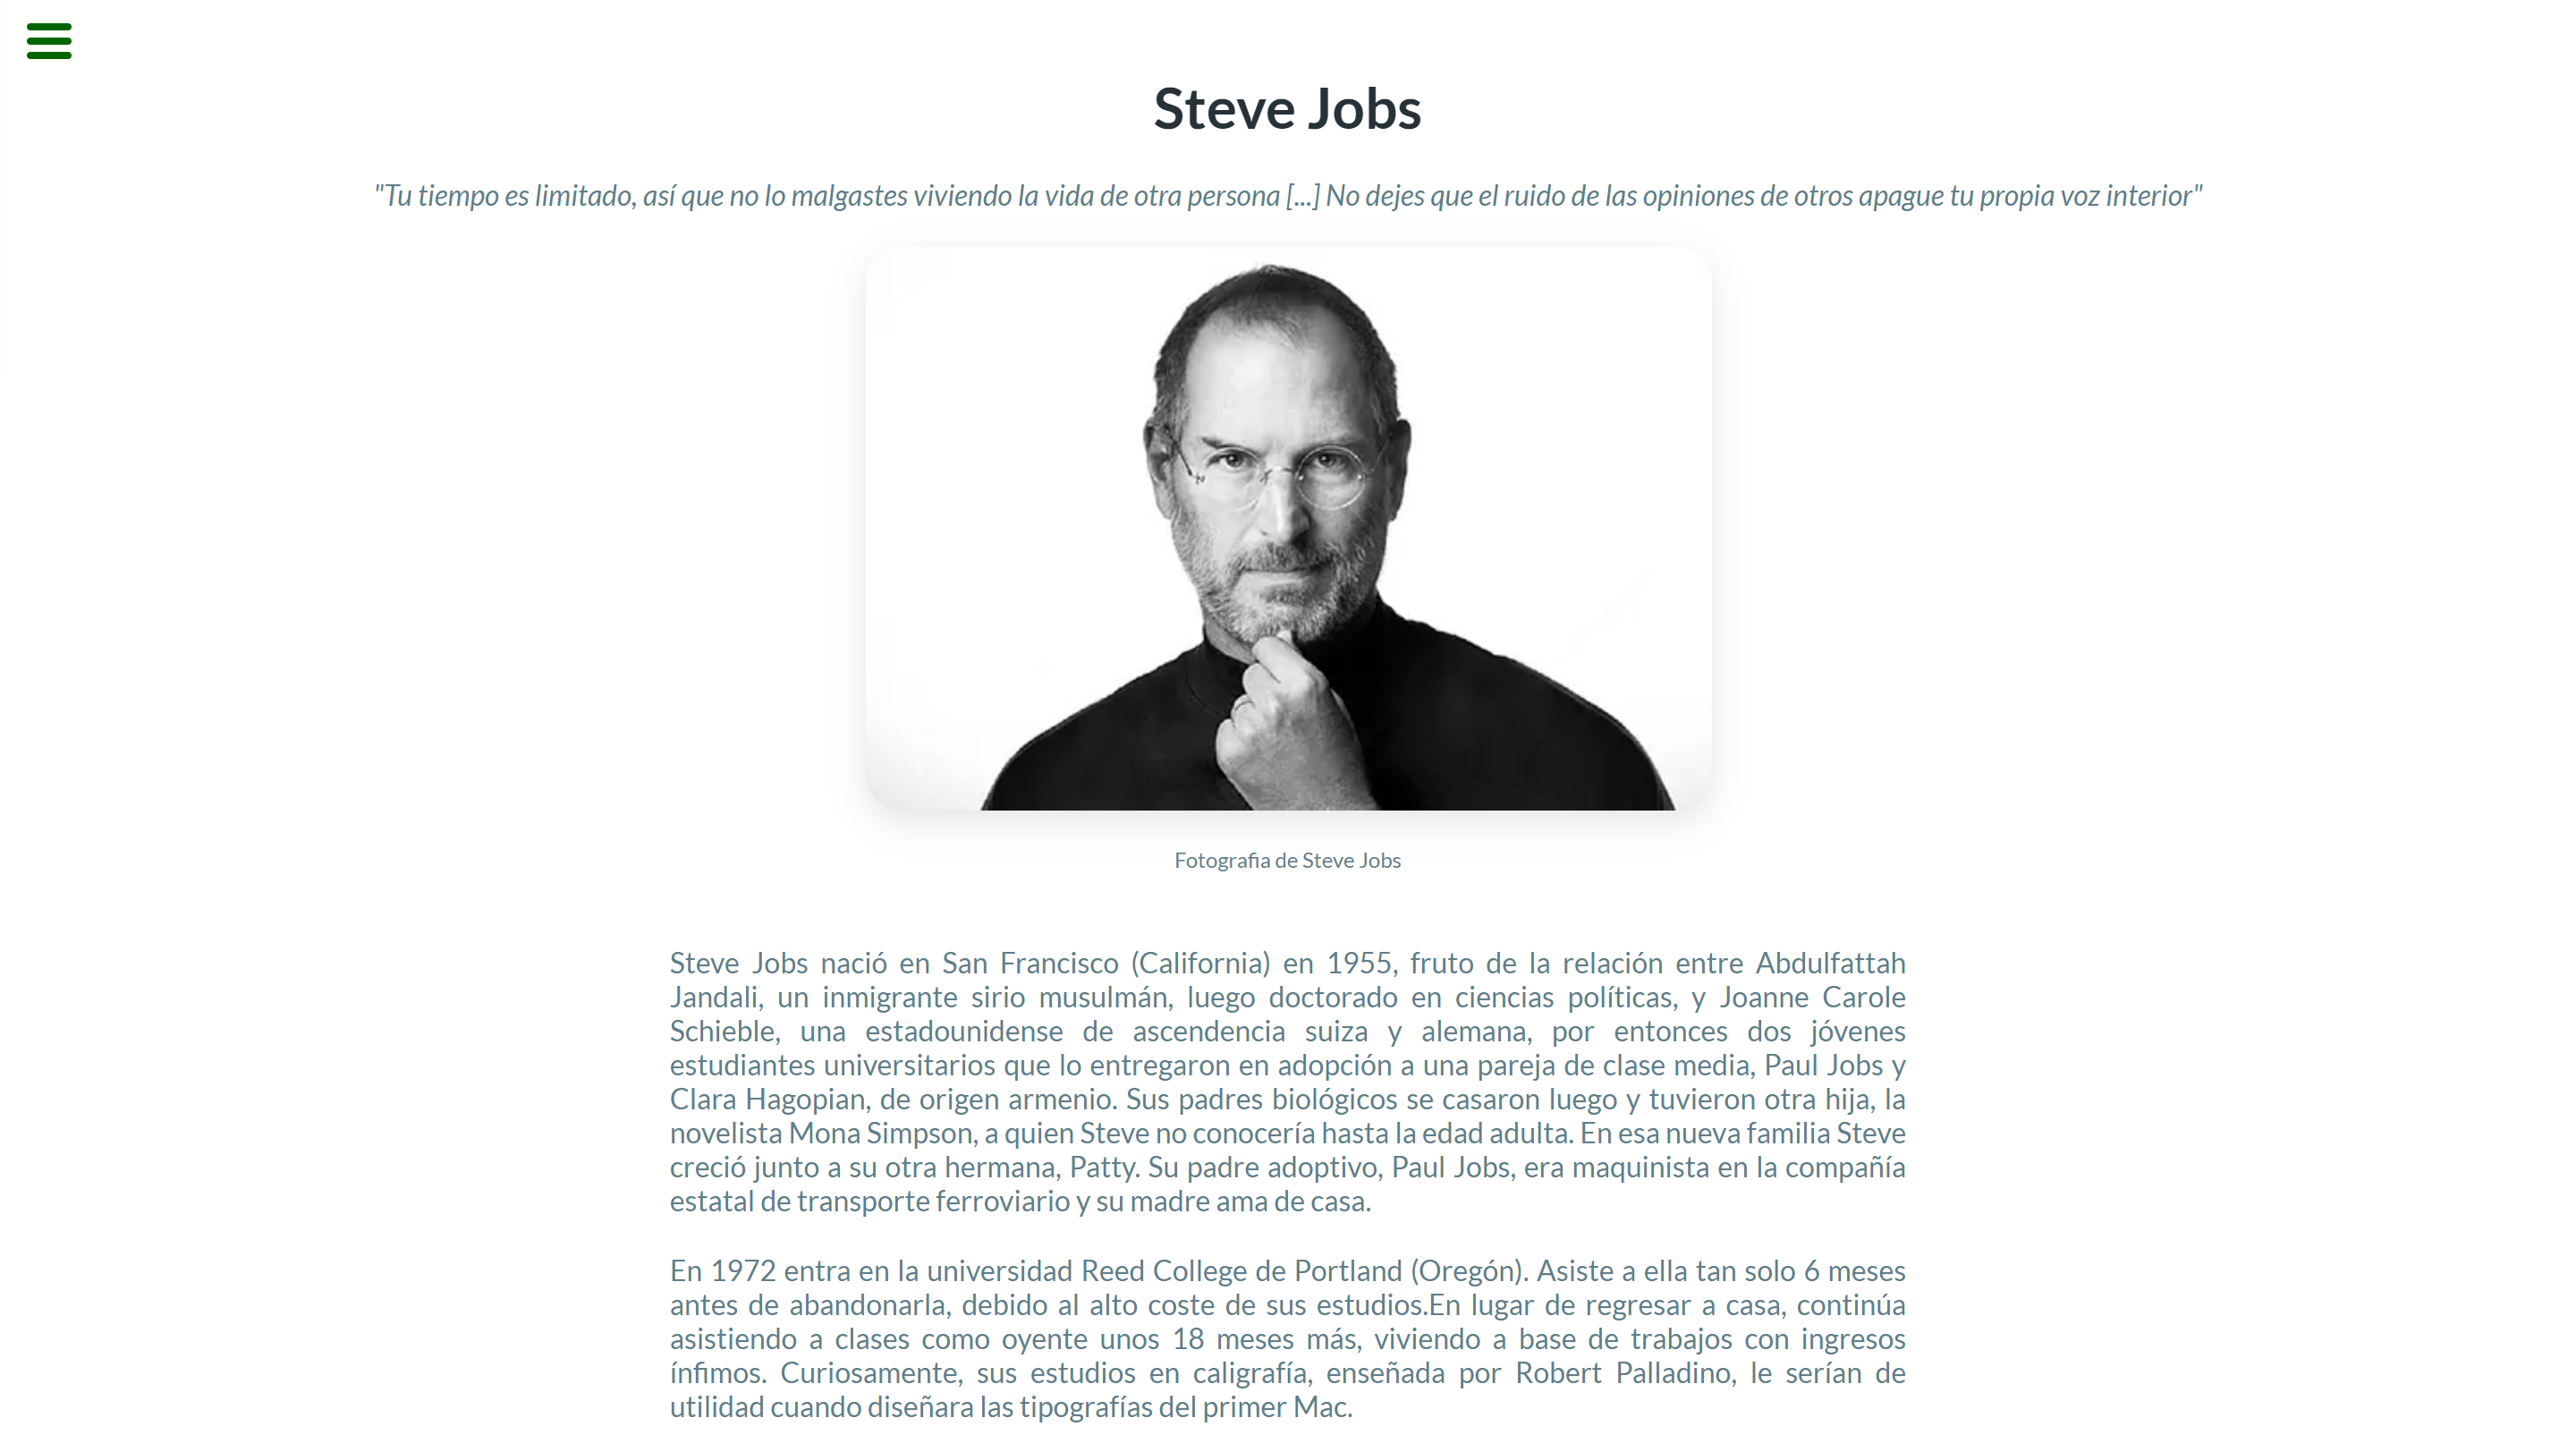 Steve Jobs
"Tu tiempo es limitado, así que no lo malgastes viviendo la vida de otra persona [...] No dejes que el ruido de las opiniones de otros apague tu propia voz interior"
Fotografia de Steve Jobs
Steve Jobs nació en San Francisco (California) en 1955, fruto de la relación entre Abdulfattah
Jandali, un inmigrante sirio musulmán, luego doctorado en ciencias políticas, y Joanne Carole
Schieble, una estadounidense de ascendencia suiza y alemana, por entonces dos jóvenes
estudiantes universitarios que lo entregaron en adopción a una pareja de clase media, Paul Jobs y
Clara Hagopian, de origen armenio. Sus padres biológicos se casaron luego y tuvieron otra hija, la
novelista Mona Simpson, a quien Steve no conocería hasta la edad adulta. En esa nueva familia Steve
creció junto a su otra hermana, Patty. Su padre adoptivo, Paul Jobs, era maquinista en la compañía
estatal de transporte ferroviario y su madre ama de casa.
En 1972 entra en la universidad Reed College de Portland (Oregón). Asiste a ella tan solo 6 meses
antes de abandonarla, debido al alto coste de sus estudios.En lugar de regresar a casa, continúa
asistiendo a clases como oyente unos 18 meses más, viviendo a base de trabajos con ingresos
ínfimos. Curiosamente, sus estudios en caligrafía, enseñada por Robert Palladino, le serían de
utilidad cuando diseñara las tipografías del primer Mac.